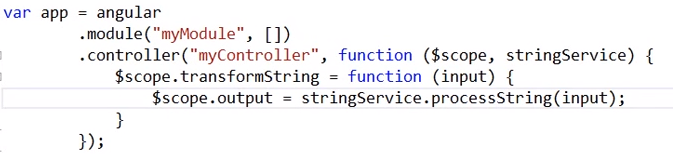 var app = angular
.module("myModule", [])
.controller("myController", function ($scope, stringService) {
$scope.transformString = function (input) {
$scope.output = stringService.processString(input);
}
});